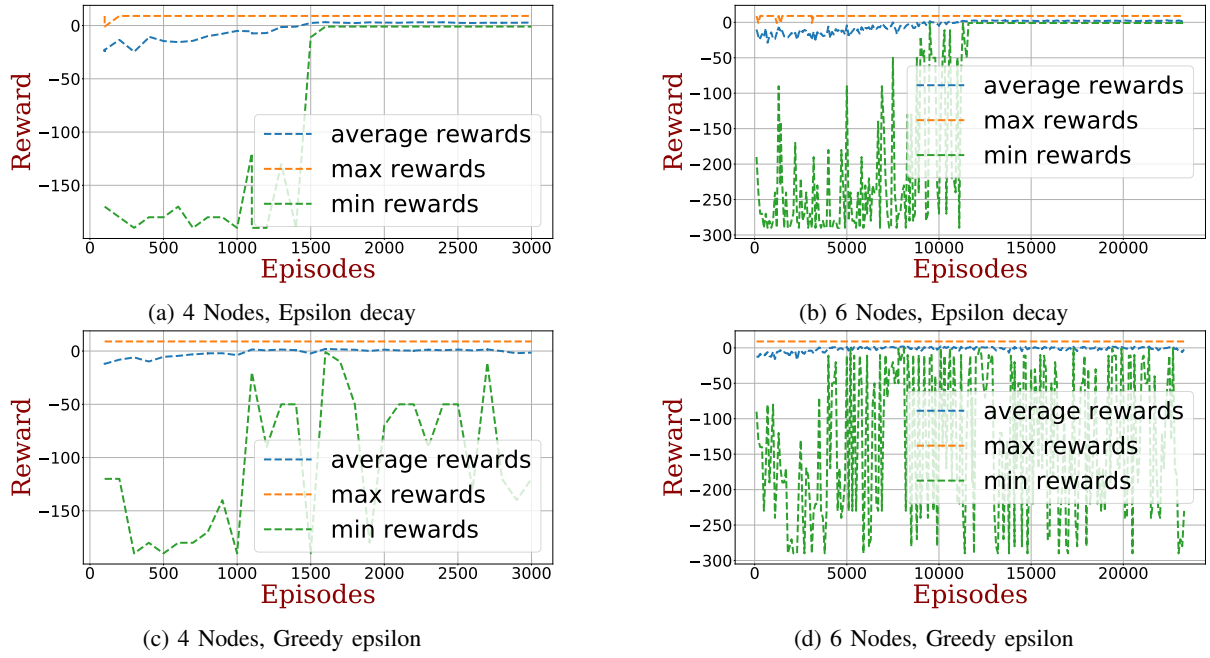 0
−50
−100
−150
Reward
0 500 1000 1500 2000 2500 3000
Episodes
average rewards
max rewards
min rewards
(a) 4 Nodes, Epsilon decay
0
−50
−100
−150
−200
−250
−300
Reward
0 5000 10000 15000 20000
Episodes
average rewards
max rewards
min rewards
(b) 6 Nodes, Epsilon decay
0
−50
−100
−150
Reward
0 500 1000 1500 2000 2500 3000
Episodes
average rewards
max rewards
min rewards
(c) 4 Nodes, Greedy epsilon
0
−50
−100
−150
−200
−250
−300
Reward
0 5000 10000 15000 20000
Episodes
average rewards
max rewards
min rewards
(d) 6 Nodes, Greedy epsilon